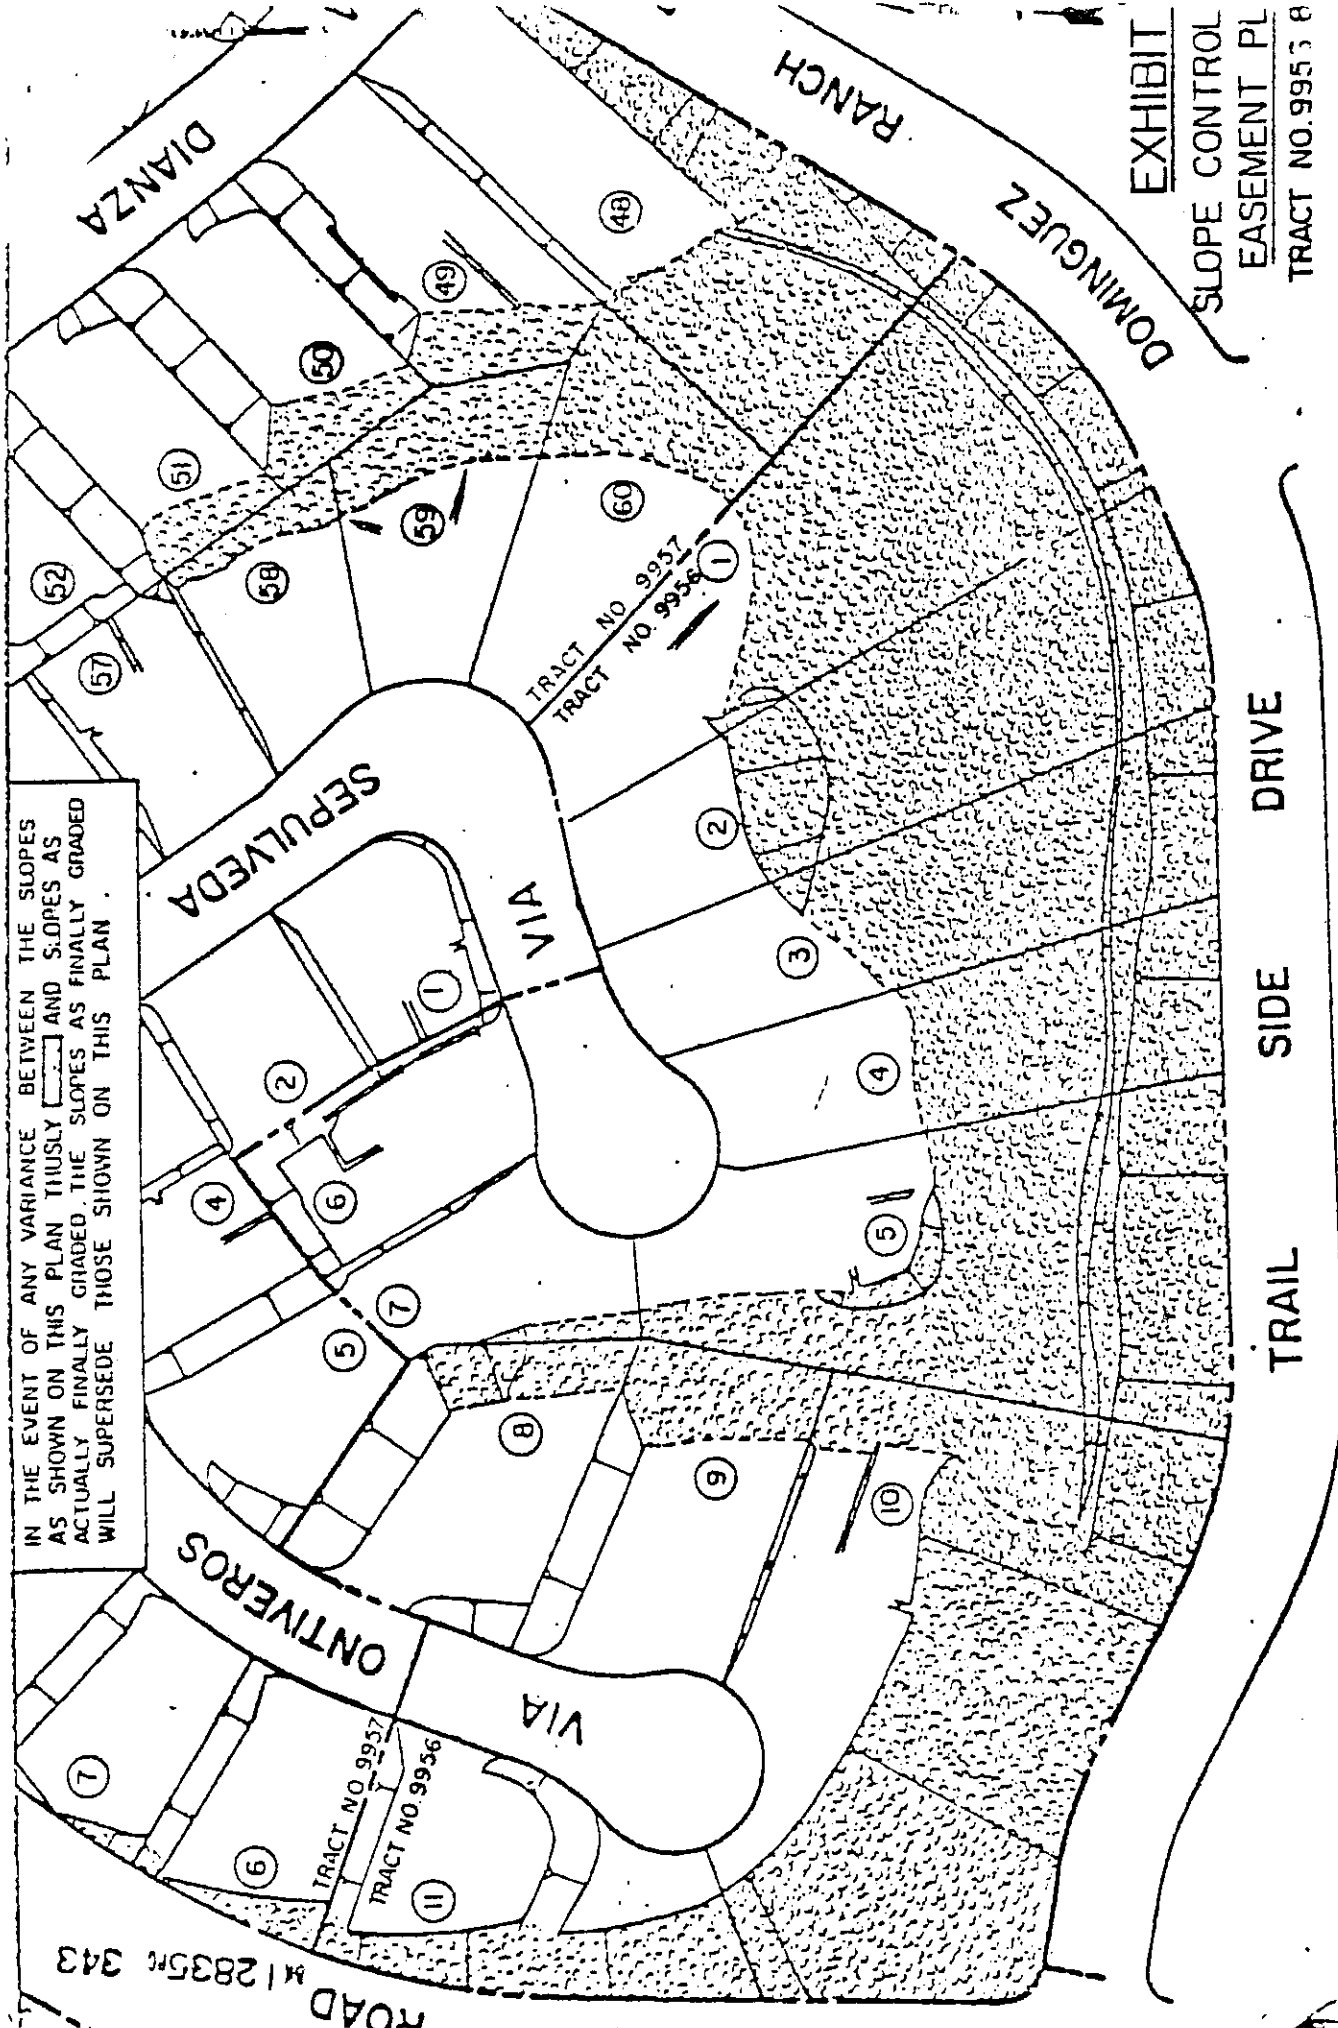 IN THE EVENT OF ANY VARIANCE BETWEEN THE SLOPES
AS SHOWN ON THIS PLAN THUSLY AND SLOPES AS
ACTUALLY FINALLY GRADED, THE SLOPES AS FINALLY GRADED
WILL SUPERSEDE THOSE SHOWN ON THIS PLAN.
DIANZA
SEPULVEDA
VIA
ONTIVEROS
VIA
ROAD
RANCH
DOMINGUEZ
TRAIL SIDE DRIVE
EXHIBIT
SLOPE CONTROL
EASEMENT PL
TRACT NO. 995
TRACT NO 9957
TRACT NO. 9956
TRACT NO 9957
TRACT NO. 9956
12835 343
48
49
50
51
52
57
58
59
60
1
2
3
4
5
1
2
4
6
7
5
8
9
10
7
6
11